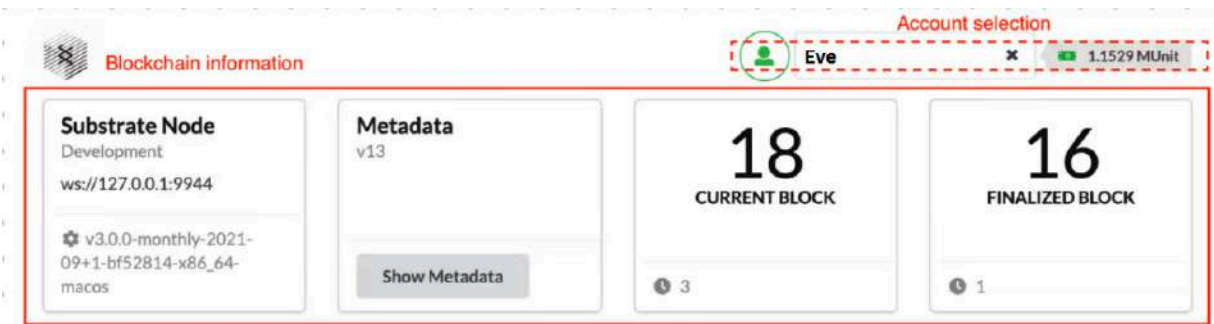 Account selection
Blockchain information
Eve
1.1529 MUnit
Substrate Node
Development
ws://127.0.0.1:9944
v3.0.0-monthly-2021-
09+1-bf52814-x86_64-
macos
Metadata
v13
Show Metadata
18
CURRENT BLOCK
3
16
FINALIZED BLOCK
1